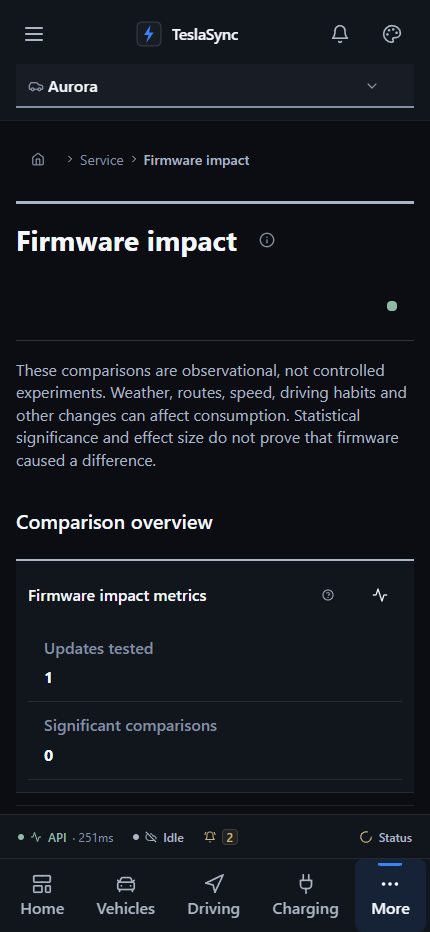 TeslaSync
Aurora
Service
Firmware impact
Firmware impact
These comparisons are observational, not controlled
experiments. Weather, routes, speed, driving habits and
other changes can affect consumption. Statistical
significance and effect size do not prove that firmware
caused a difference.
Comparison overview
Firmware impact metrics
Updates tested
1
Significant comparisons
0
API · 251ms
Idle
2
Status
Home
Vehicles
Driving
Charging
More